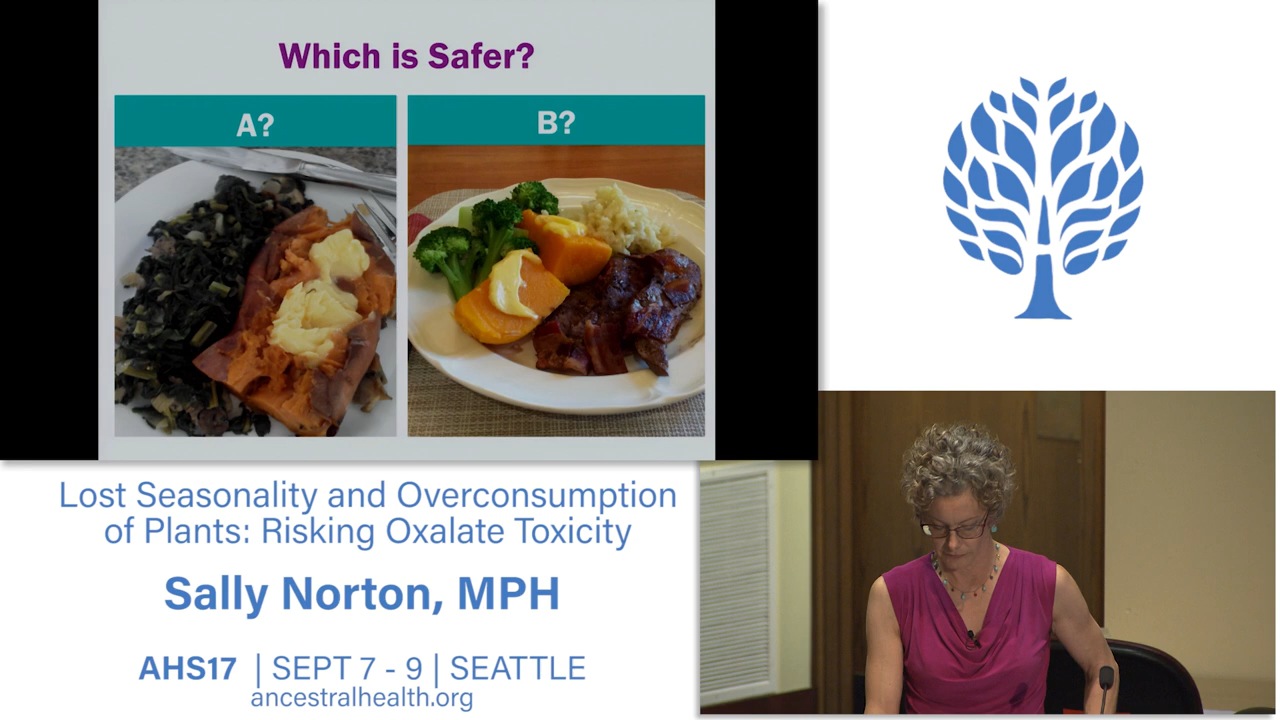 Which is Safer?
A?
B?
Lost Seasonality and Overconsumption
of Plants: Risking Oxalate Toxicity
Sally Norton, MPH
AHS17 | SEPT 7 - 9 | SEATTLE
ancestralhealth.org